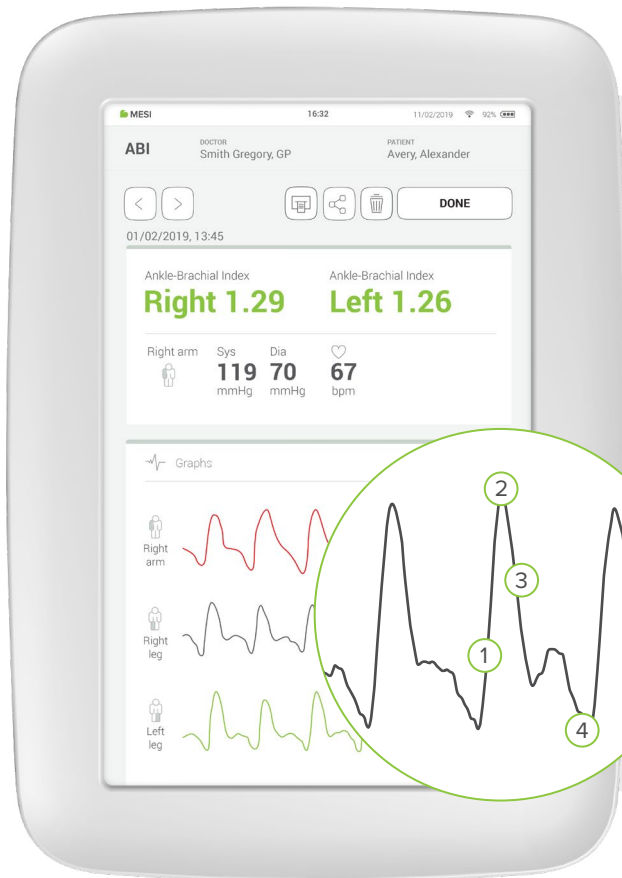 MESI 16:32 11/02/2019 92%
ABI
DOCTOR
Smith Gregory, GP
PATIENT
Avery, Alexander
DONE
01/02/2019, 13:45
Ankle-Brachial Index
Right 1.29
Ankle-Brachial Index
Left 1.26
Right arm
Sys
119
mmHg
Dia
70
mmHg
67
bpm
Graphs
Right
arm
Right
leg
Left
leg
1
2
3
4